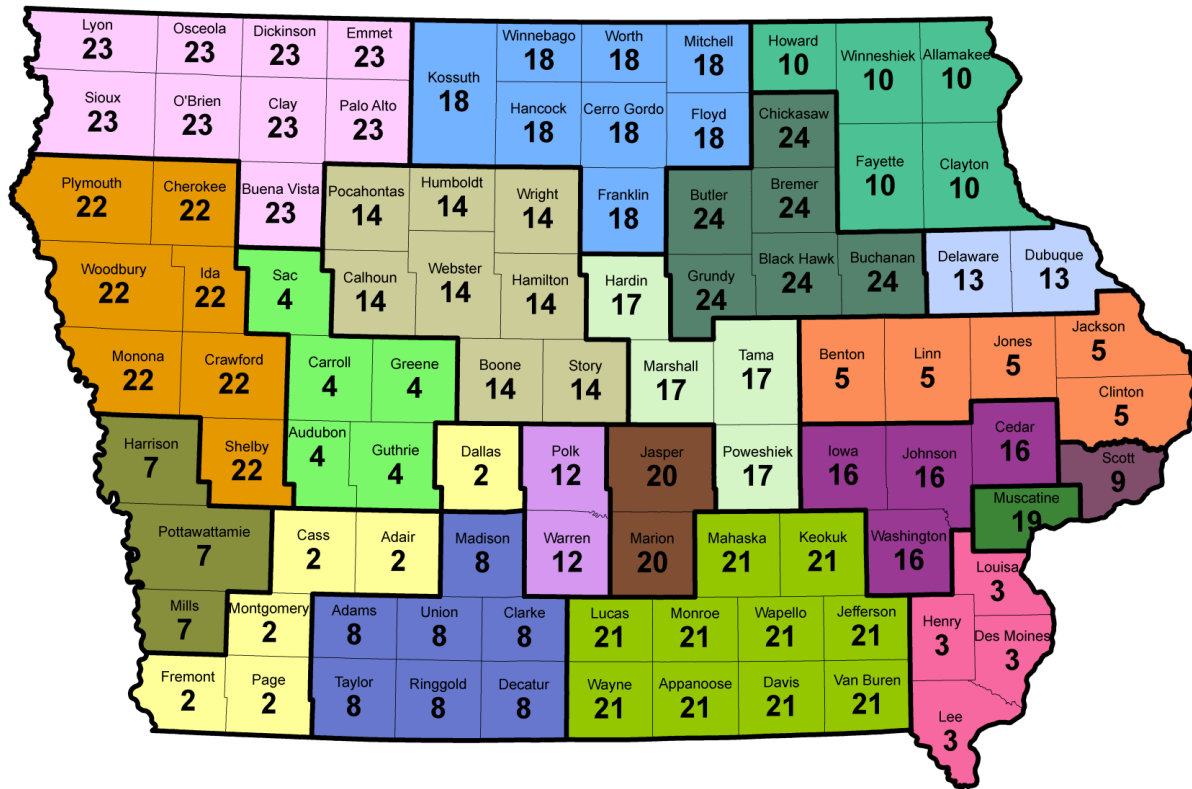 Lyon
23
Osceola
23
Dickinson
23
Emmet
23
Kossuth
18
Winnebago
18
Worth
18
Mitchell
18
Howard
10
Winneshiek
10
Allamakee
10
Sioux
23
O'Brien
23
Clay
23
Palo Alto
23
Hancock
18
Cerro Gordo
18
Floyd
18
Chickasaw
24
Fayette
10
Clayton
10
Plymouth
22
Cherokee
22
Buena Vista
23
Pocahontas
14
Humboldt
14
Wright
14
Franklin
18
Butler
24
Bremer
24
Woodbury
22
Ida
22
Sac
4
Calhoun
14
Webster
14
Hamilton
14
Hardin
17
Grundy
24
Black Hawk
24
Buchanan
24
Delaware
13
Dubuque
13
Monona
22
Crawford
22
Carroll
4
Greene
4
Boone
14
Story
14
Marshall
17
Tama
17
Benton
5
Linn
5
Jones
5
Jackson
5
Clinton
5
Harrison
7
Shelby
22
Audubon
4
Guthrie
4
Dallas
2
Polk
12
Jasper
20
Poweshiek
17
Iowa
16
Johnson
16
Cedar
16
Scott
9
Muscatine
19
Pottawattamie
7
Cass
2
Adair
2
Madison
8
Warren
12
Marion
20
Mahaska
21
Keokuk
21
Washington
16
Louisa
3
Mills
7
Montgomery
2
Adams
8
Union
8
Clarke
8
Lucas
21
Monroe
21
Wapello
21
Jefferson
21
Henry
3
Des Moines
3
Fremont
2
Page
2
Taylor
8
Ringgold
8
Decatur
8
Wayne
21
Appanoose
21
Davis
21
Van Buren
21
Lee
3